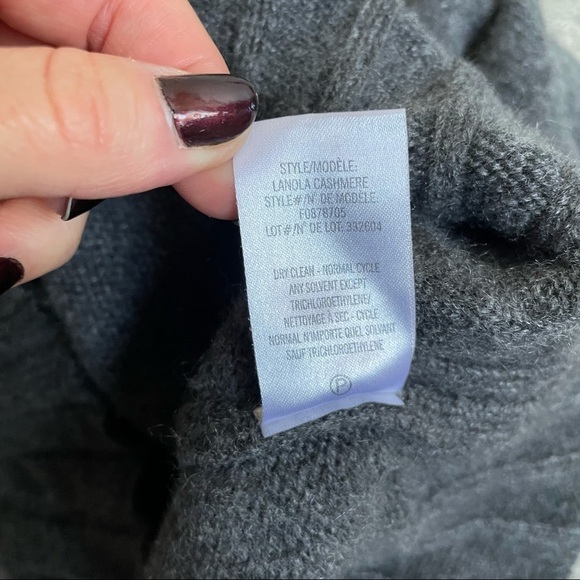 STYLE/MODÈLE:
LANOLA CASHMERE
STYLE#/N° DE MODÈLE:
F0878705
LOT#/N° DE LOT: 332604
DRY CLEAN - NORMAL CYCLE
ANY SOLVENT EXCEPT
TRICHLOROETHYLENE/
NETTOYAGE À SEC - CYCLE
NORMAL N'IMPORTE QUEL SOLVANT
SAUF TRICHLOROETHYLENE
P